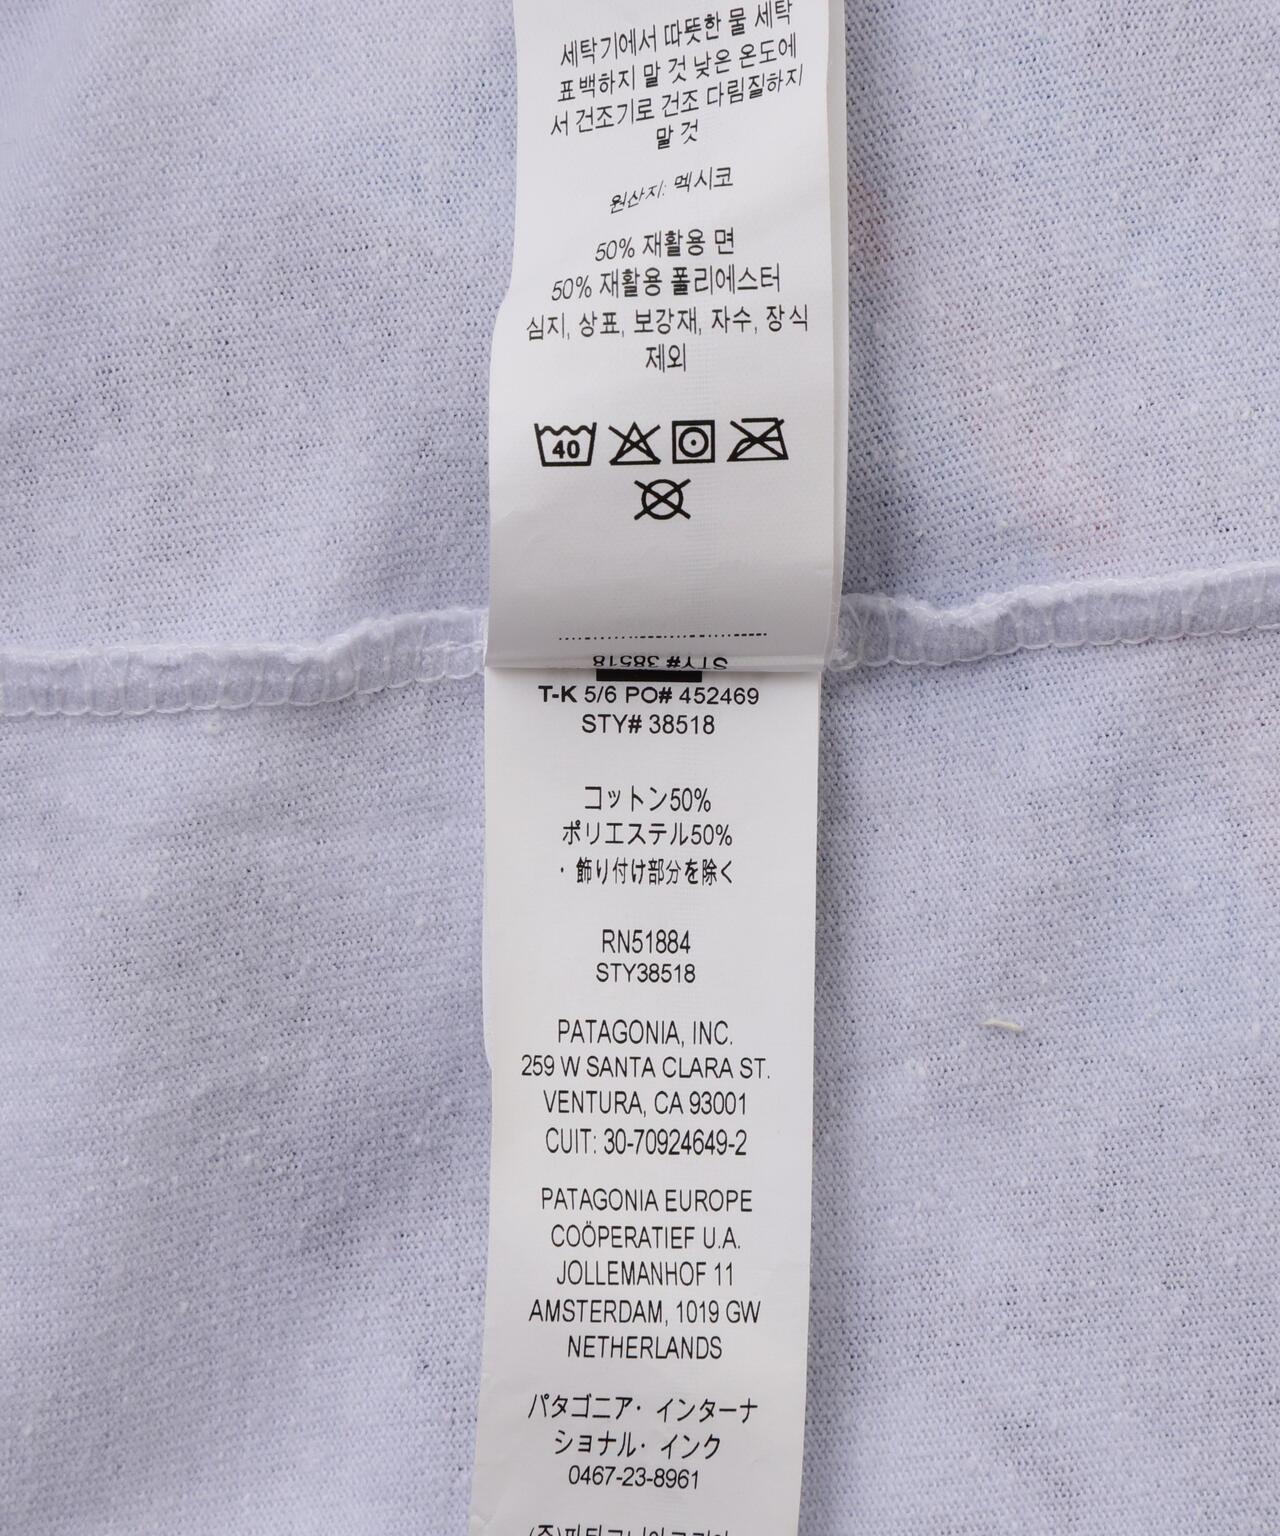 세탁기에서 따뜻한 물 세탁
표백하지 말 것 낮은 온도에
서 건조기로 건조 다림질하지
말 것
원산지: 멕시코
50% 재활용 면
50% 재활용 폴리에스터
심지, 상표, 보강재, 자수, 장식
제외
40
STY# 38518
T-K 5/6 PO# 452469
STY# 38518
コットン50%
ポリエステル50%
・飾り付け部分を除く
RN51884
STY38518
PATAGONIA, INC.
259 W SANTA CLARA ST.
VENTURA, CA 93001
CUIT: 30-70924649-2
PATAGONIA EUROPE
COÖPERATIEF U.A.
JOLLEMANHOF 11
AMSTERDAM, 1019 GW
NETHERLANDS
パタゴニア・インターナ
ショナル・インク
0467-23-8961